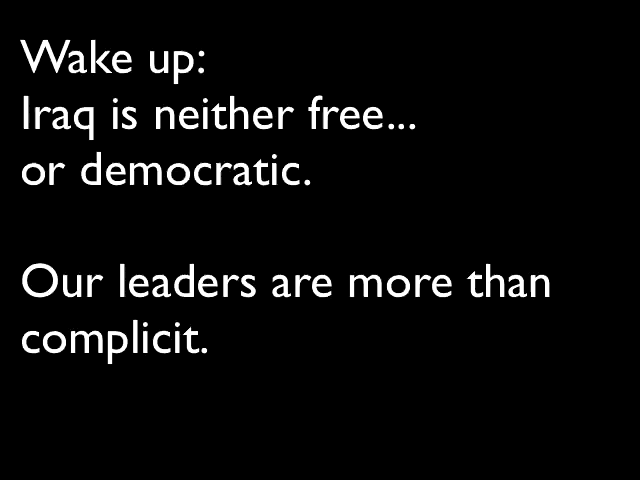 Wake up:
Iraq is neither free...
or democratic.
Our leaders are more than
complicit.